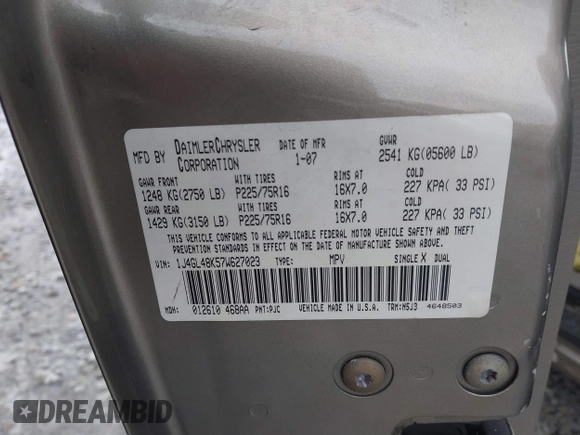 MFD BY DAIMLERCHRYSLER CORPORATION DATE OF MFR 1-07 GVWR 2541 KG(05600 LB)
GAWR FRONT WITH TIRES RIMS AT COLD
1248 KG(2750 LB) P225/75R16 16X7.0 227 KPA( 33 PSI)
GAWR REAR WITH TIRES RIMS AT COLD
1429 KG(3150 LB) P225/75R16 16X7.0 227 KPA( 33 PSI)
THIS VEHICLE CONFORMS TO ALL APPLICABLE FEDERAL MOTOR VEHICLE SAFETY AND THEFT
PREVENTION STANDARDS IN EFFECT ON THE DATE OF MANUFACTURE SHOWN ABOVE.
VIN: 1J4GL48K57W627023 TYPE: MPV SINGLE X DUAL
MDH: 012610 468AA PNT:PJC VEHICLE MADE IN U.S.A. TRM:N5J3 4648503
DREAMBID